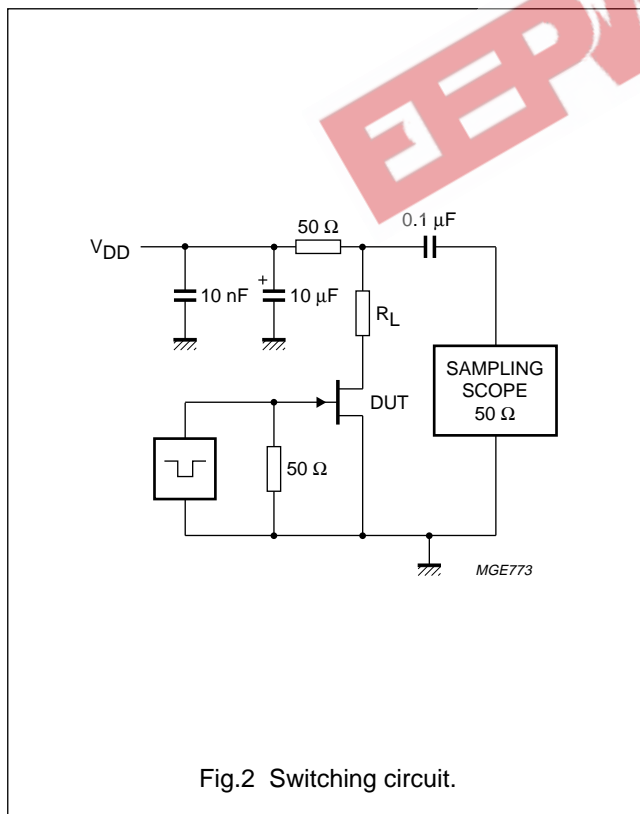 50 Ω
0.1 μF
V_DD
10 nF
+
10 μF
R_L
SAMPLING
SCOPE
50 Ω
DUT
50 Ω
MGE773
Fig.2 Switching circuit.